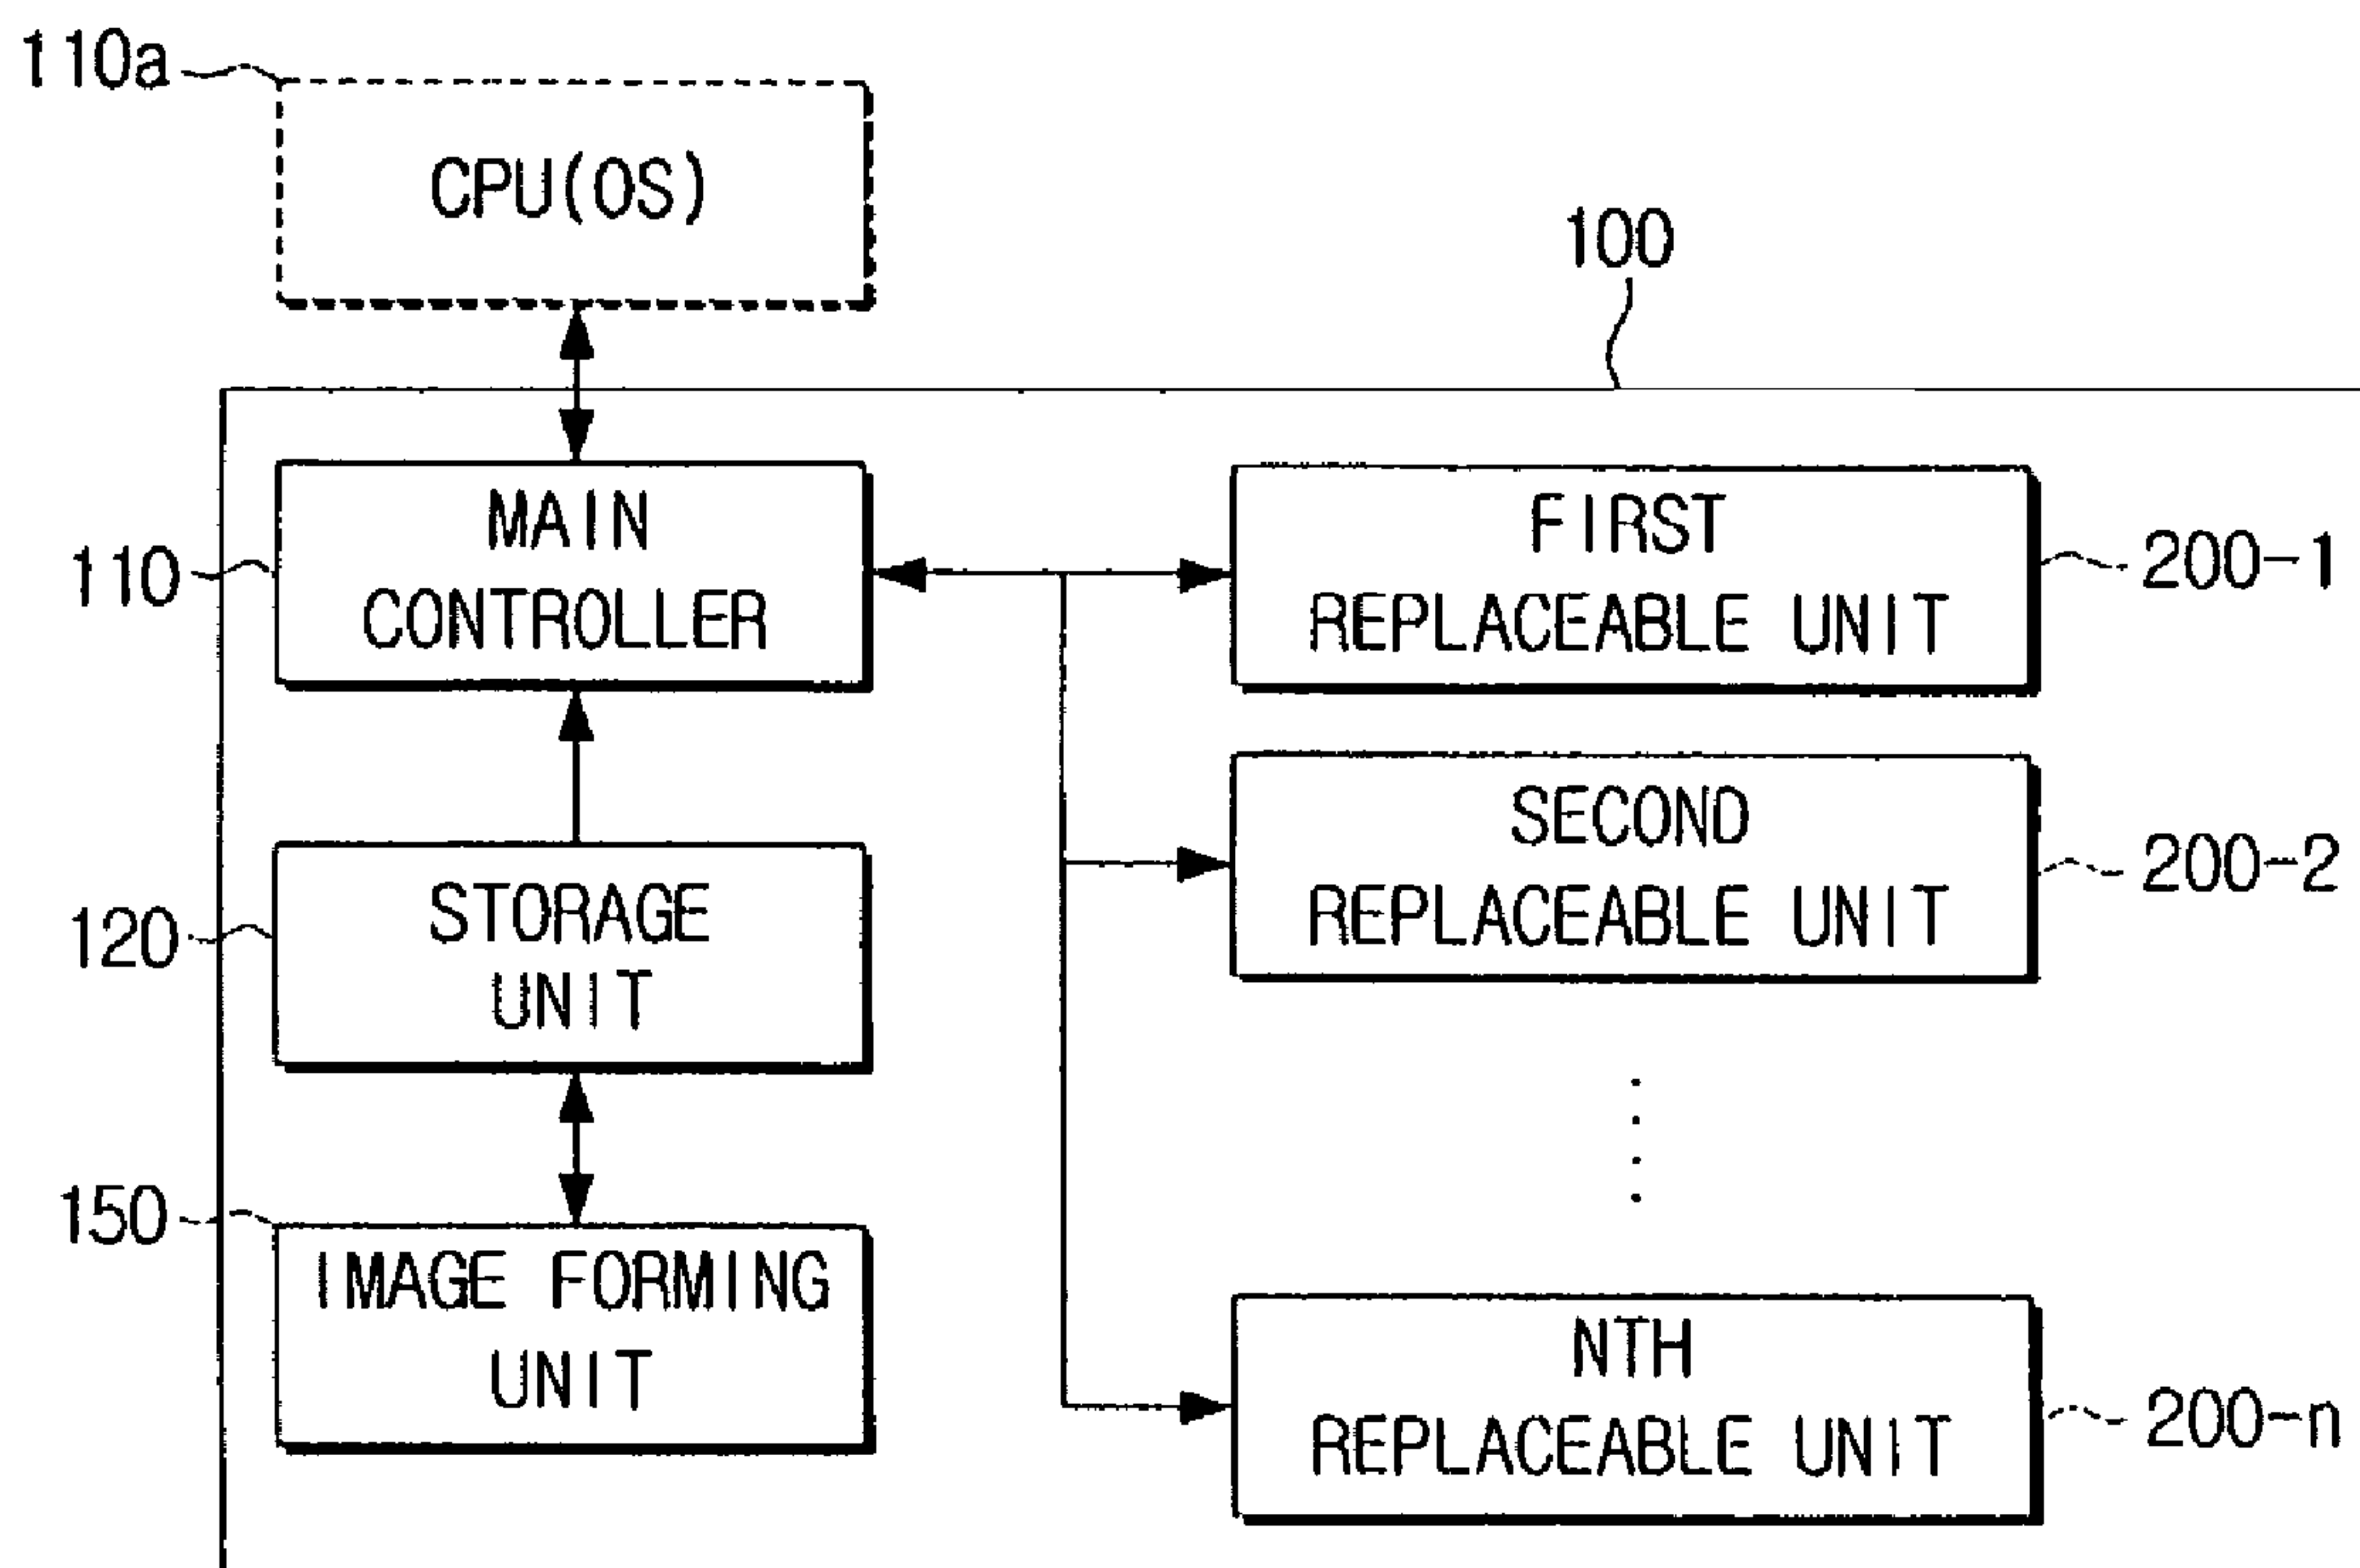 110a
CPU(OS)
100
110
MAIN
CONTROLLER
FIRST
REPLACEABLE UNIT
200-1
120
STORAGE
UNIT
SECOND
REPLACEABLE UNIT
200-2
150
IMAGE FORMING
UNIT
NTH
REPLACEABLE UNIT
200-n